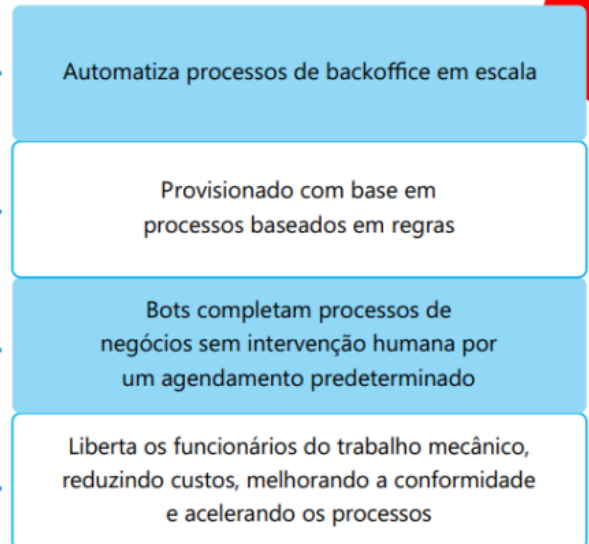 Automatiza processos de backoffice em escala
Provisionado com base em
processos baseados em regras
Bots completam processos de
negócios sem intervenção humana por
um agendamento predeterminado
Liberta os funcionários do trabalho mecânico,
reduzindo custos, melhorando a conformidade
e acelerando os processos